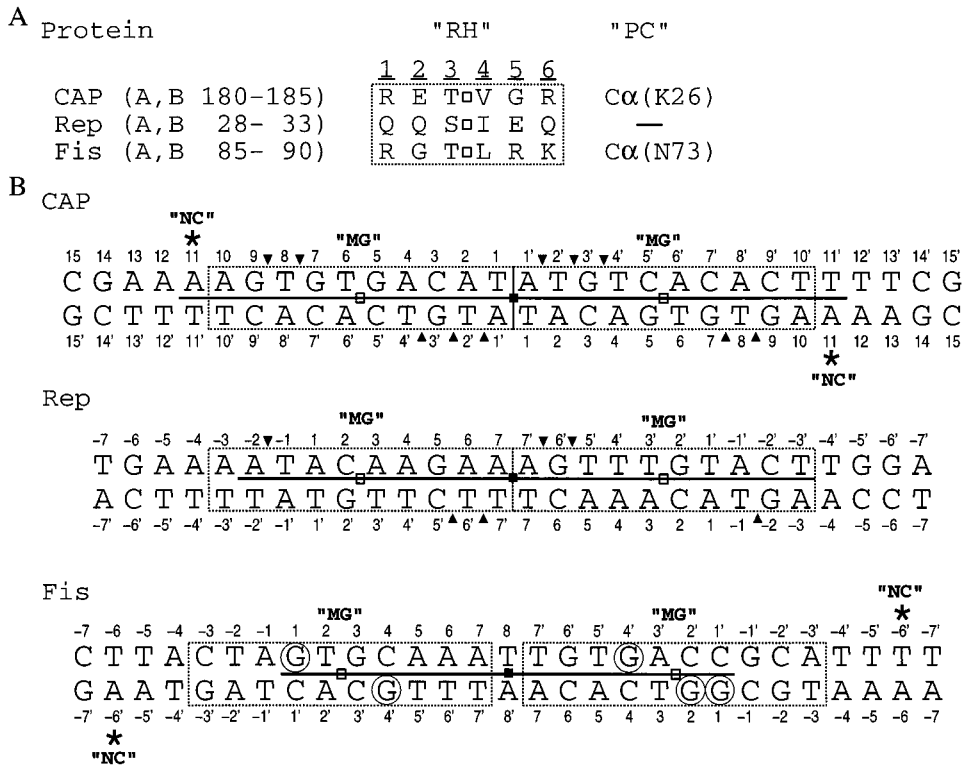 A
Protein "RH" "PC"
1 2 3 4 5 6
CAP (A,B 180-185) R E T V G R Cα(K26)
Rep (A,B 28- 33) Q Q S I E Q —
Fis (A,B 85- 90) R G T L R K Cα(N73)
B
CAP
"NC" "MG" "MG"
*
15 14 13 12 11 10 9 8 7 6 5 4 3 2 1 1' 2' 3' 4' 5' 6' 7' 8' 9' 10' 11' 12' 13' 14' 15'
C G A A A A G T G T G A C A T A T G T C A C A C T T T T C G
G C T T T T C A C A C T G T A T A C A G T G T G A A A A G C
15' 14' 13' 12' 11' 10' 9' 8' 7' 6' 5' 4' 3' 2' 1' 1 2 3 4 5 6 7 8 9 10 11 12 13 14 15
*
"NC"
Rep
"MG" "MG"
-7 -6 -5 -4 -3 -2 -1 1 2 3 4 5 6 7 7' 6' 5' 4' 3' 2' 1' -1' -2' -3' -4' -5' -6' -7'
T G A A A A T A C A A G A A A G T T T G T A C T T G G A
A C T T T T A T G T T C T T T C A A A C A T G A A C C T
-7' -6' -5' -4' -3' -2' -1' 1' 2' 3' 4' 5' 6' 7' 7 6 5 4 3 2 1 -1 -2 -3 -4 -5 -6 -7
Fis
"NC"
"MG" "MG" *
-7 -6 -5 -4 -3 -2 -1 1 2 3 4 5 6 7 8 7' 6' 5' 4' 3' 2' 1' -1' -2' -3' -4' -5' -6' -7'
C T T A C T A G T G C A A A T T G T G A C C G C A T T T T
G A A T G A T C A C G T T T A A C A C T G G C G T A A A A
-7' -6' -5' -4' -3' -2' -1' 1' 2' 3' 4' 5' 6' 7' 8' 7 6 5 4 3 2 1 -1 -2 -3 -4 -5 -6 -7
*
"NC"